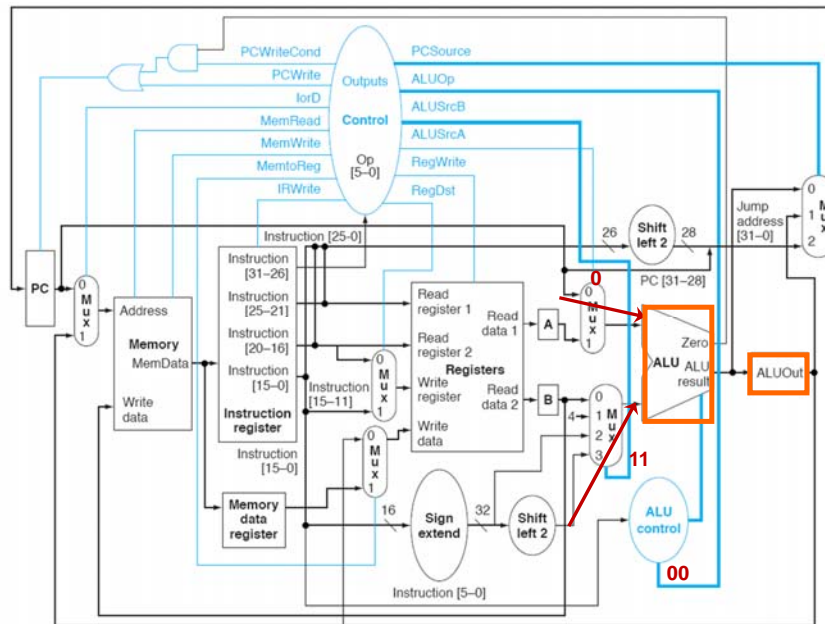 PCWriteCond
PCWrite
IorD
MemRead
MemWrite
MemtoReg
IRWrite
Outputs
Control
Op
[5–0]
PCSource
ALUOp
ALUSrcB
ALUSrcA
RegWrite
RegDst
PC
0
M
u
x
1
Address
Memory
MemData
Write
data
Instruction [25-0]
Instruction
[31–26]
Instruction
[25–21]
Instruction
[20–16]
Instruction
[15–0]
Instruction
register
Instruction
[15–0]
Memory
data
register
Instruction
[15–11]
0
M
u
x
1
0
M
u
x
1
Read
register 1
Read
register 2
Write
register
Write
data
Registers
Read
data 1
Read
data 2
A
B
16
Sign
extend
32
Shift
left 2
Instruction [5–0]
0
0
M
u
x
1
4
0
1
M
u
2
x
3
11
26
Shift
left 2
28
Jump
address
[31–0]
PC [31–28]
Zero
ALU
ALU
result
ALUOut
ALU
control
00
0
M
1
u
x
2